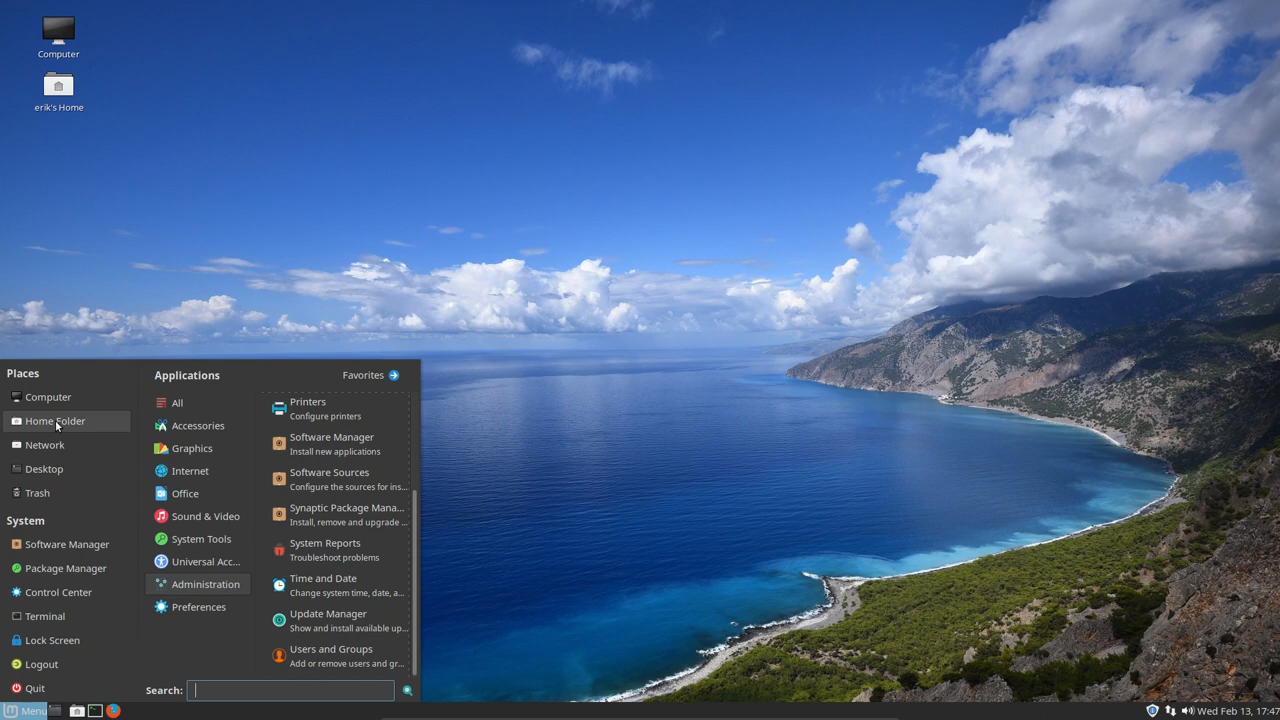 Computer
erik's Home
Places
Computer
Home Folder
Network
Desktop
Trash
System
Software Manager
Package Manager
Control Center
Terminal
Lock Screen
Logout
Quit
Applications
Favorites
All
Accessories
Graphics
Internet
Office
Sound & Video
System Tools
Universal Acc...
Administration
Preferences
Printers
Configure printers
Software Manager
Install new applications
Software Sources
Configure the sources for ins...
Synaptic Package Mana...
Install, remove and upgrade ...
System Reports
Troubleshoot problems
Time and Date
Change system time, date, a...
Update Manager
Show and install available up...
Users and Groups
Add or remove users and gr...
Search:
Menu
Wed Feb 13, 17:47